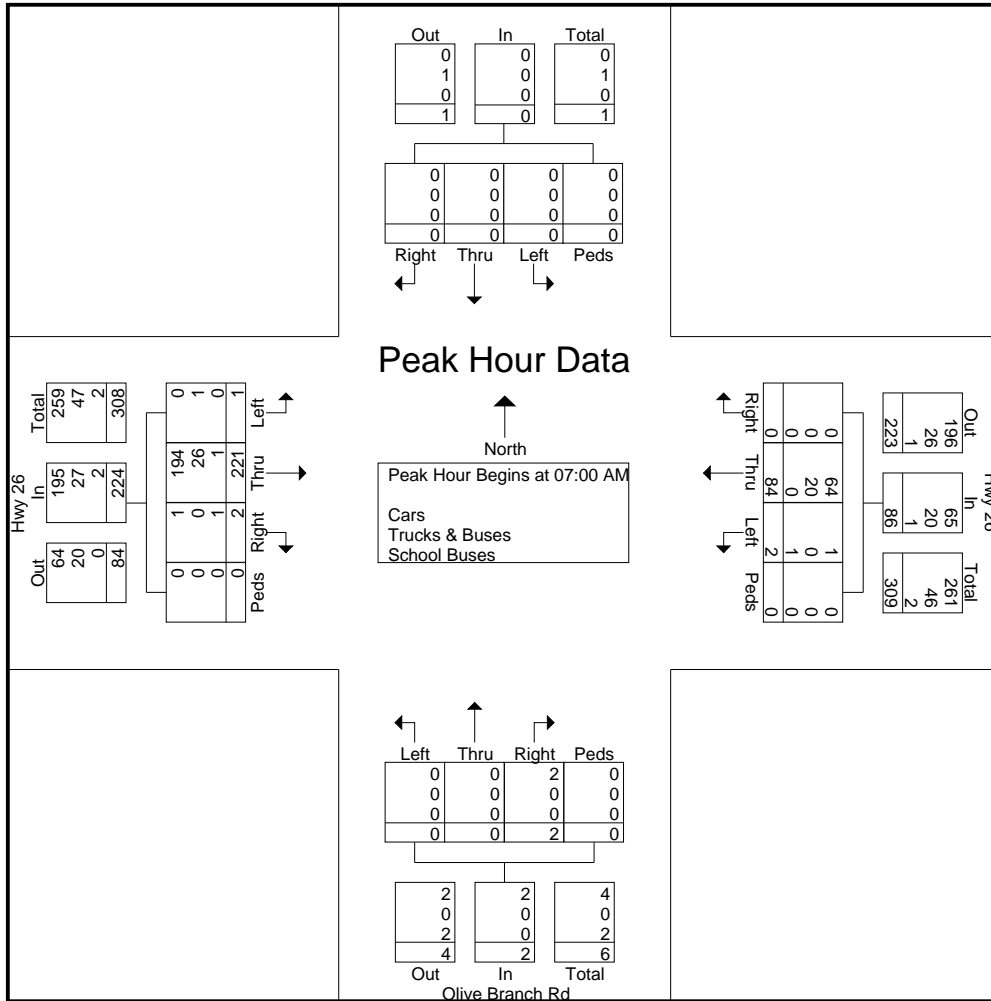 Out In Total
0 0 0
1 0 1
0 0 0
1 0 1
0 0 0 0
0 0 0 0
0 0 0 0
0 0 0 0
Right Thru Left Peds
Peak Hour Data
North
Peak Hour Begins at 07:00 AM
Cars
Trucks & Buses
School Buses
Hwy 26
Out In Total
64 195 259
20 27 47
0 2 2
84 224 308
0 1 194 0
0 0 26 1
0 1 1 0
0 2 221 1
Peds Right Thru Left
Hwy 26
Out In Total
196 65 261
26 20 46
1 1 2
223 86 309
0 64 1 0
0 20 0 0
0 0 1 0
0 84 2 0
Right Thru Left Peds
Left Thru Right Peds
0 0 2 0
0 0 0 0
0 0 0 0
0 0 2 0
2 2 4
0 0 0
2 0 2
4 2 6
Out In Total
Olive Branch Rd